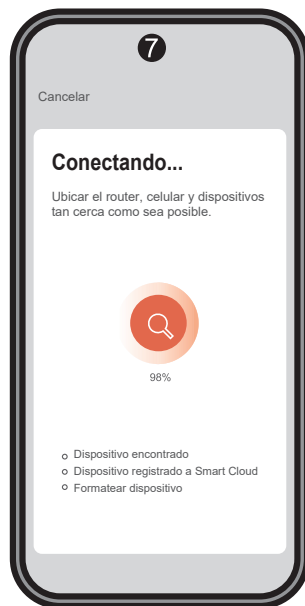 7
Cancelar
Conectando...
Ubicar el router, celular y dispositivos
tan cerca como sea posible.
98%
Dispositivo encontrado
Dispositivo registrado a Smart Cloud
Formatear dispositivo